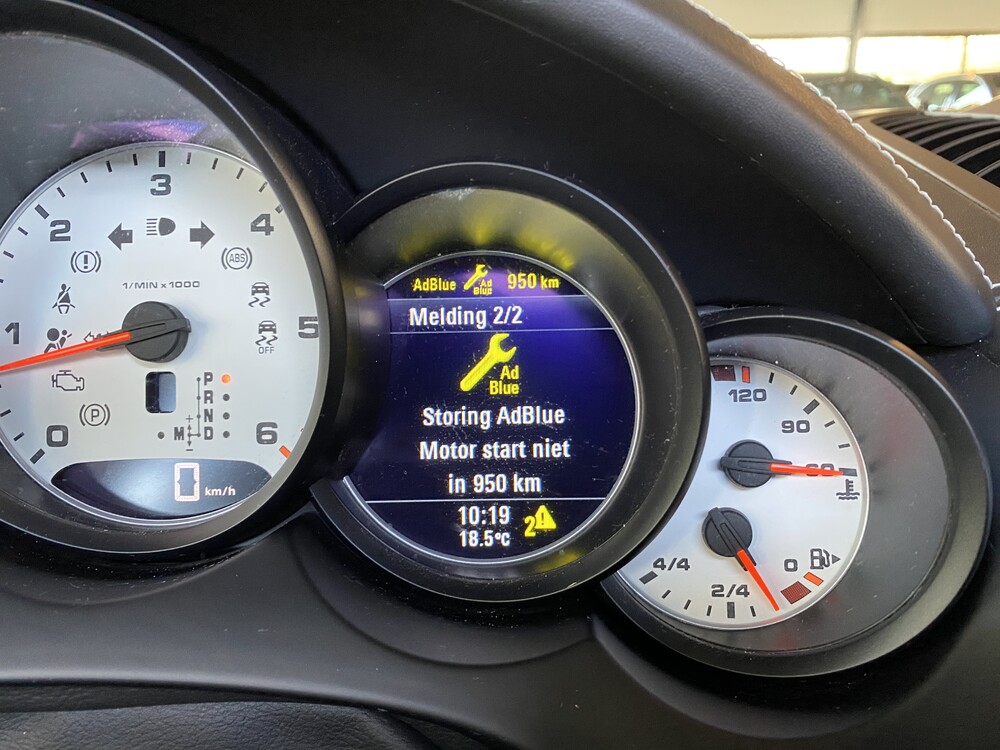 3
2
4
ABS
1/MIN x 1000
1
5
OFF
P
R
N
M D
0
6
0 km/h
AdBlue Ad Blue 950 km
Melding 2/2
Ad
Blue
Storing AdBlue
Motor start niet
in 950 km
10:19
2
18.5°C
120
90
60
4/4
2/4
0